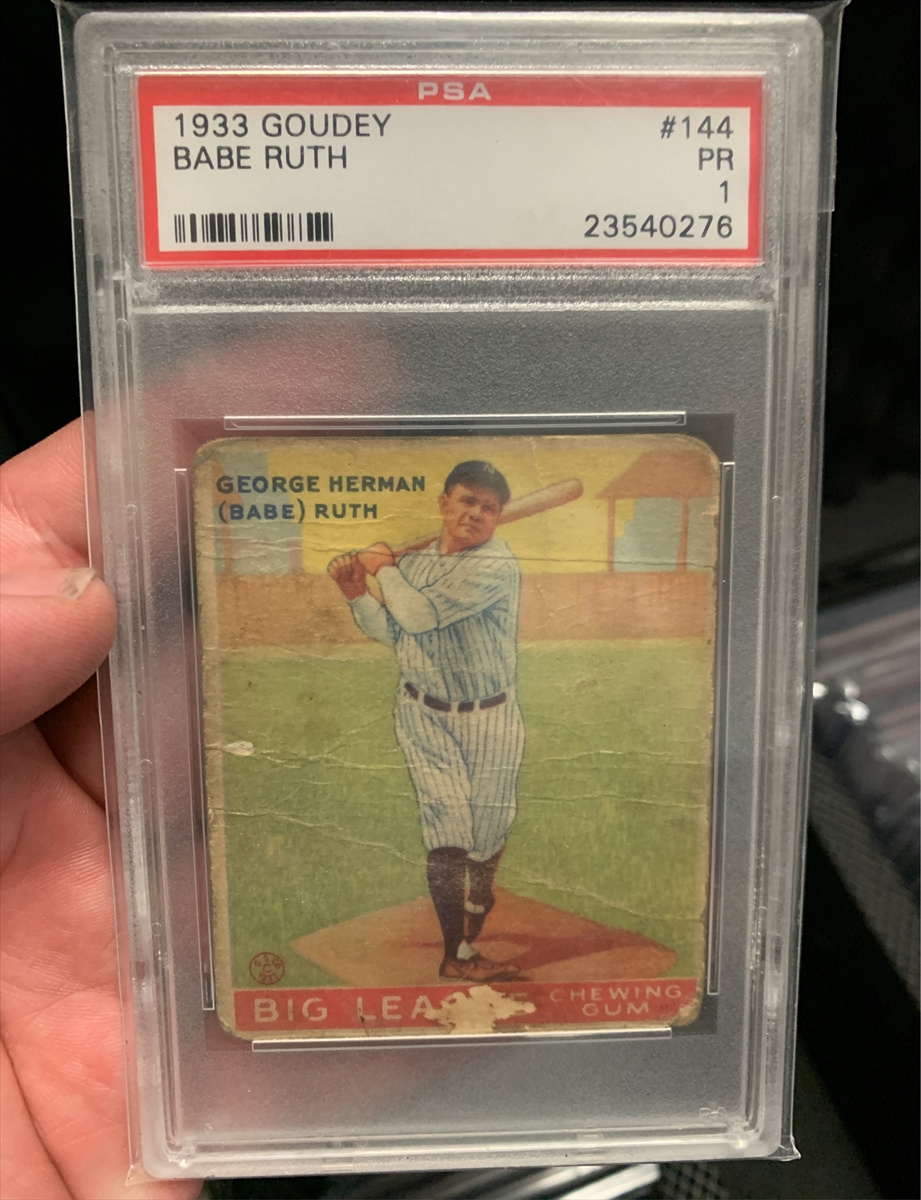 PSA
1933 GOUDEY #144
BABE RUTH PR
1
23540276
GEORGE HERMAN
(BABE) RUTH
BIG LEA
CHEWING
GUM